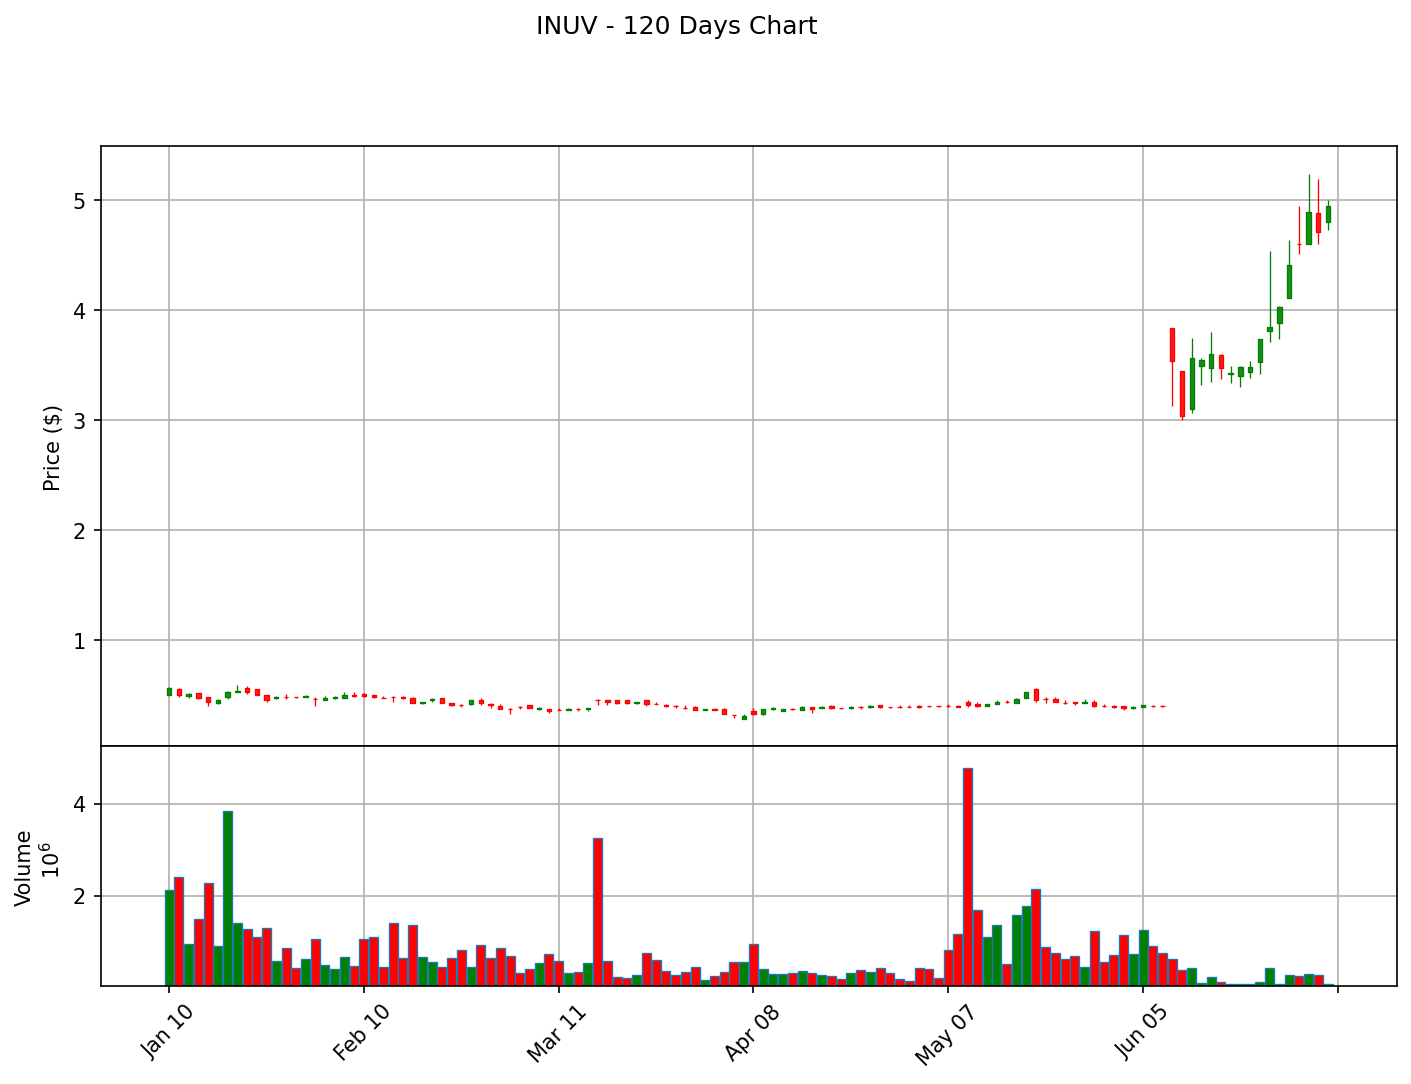 INUV - 120 Days Chart
Price ($)
5
4
3
2
1
Volume
10⁶
4
2
Jan 10
Feb 10
Mar 11
Apr 08
May 07
Jun 05